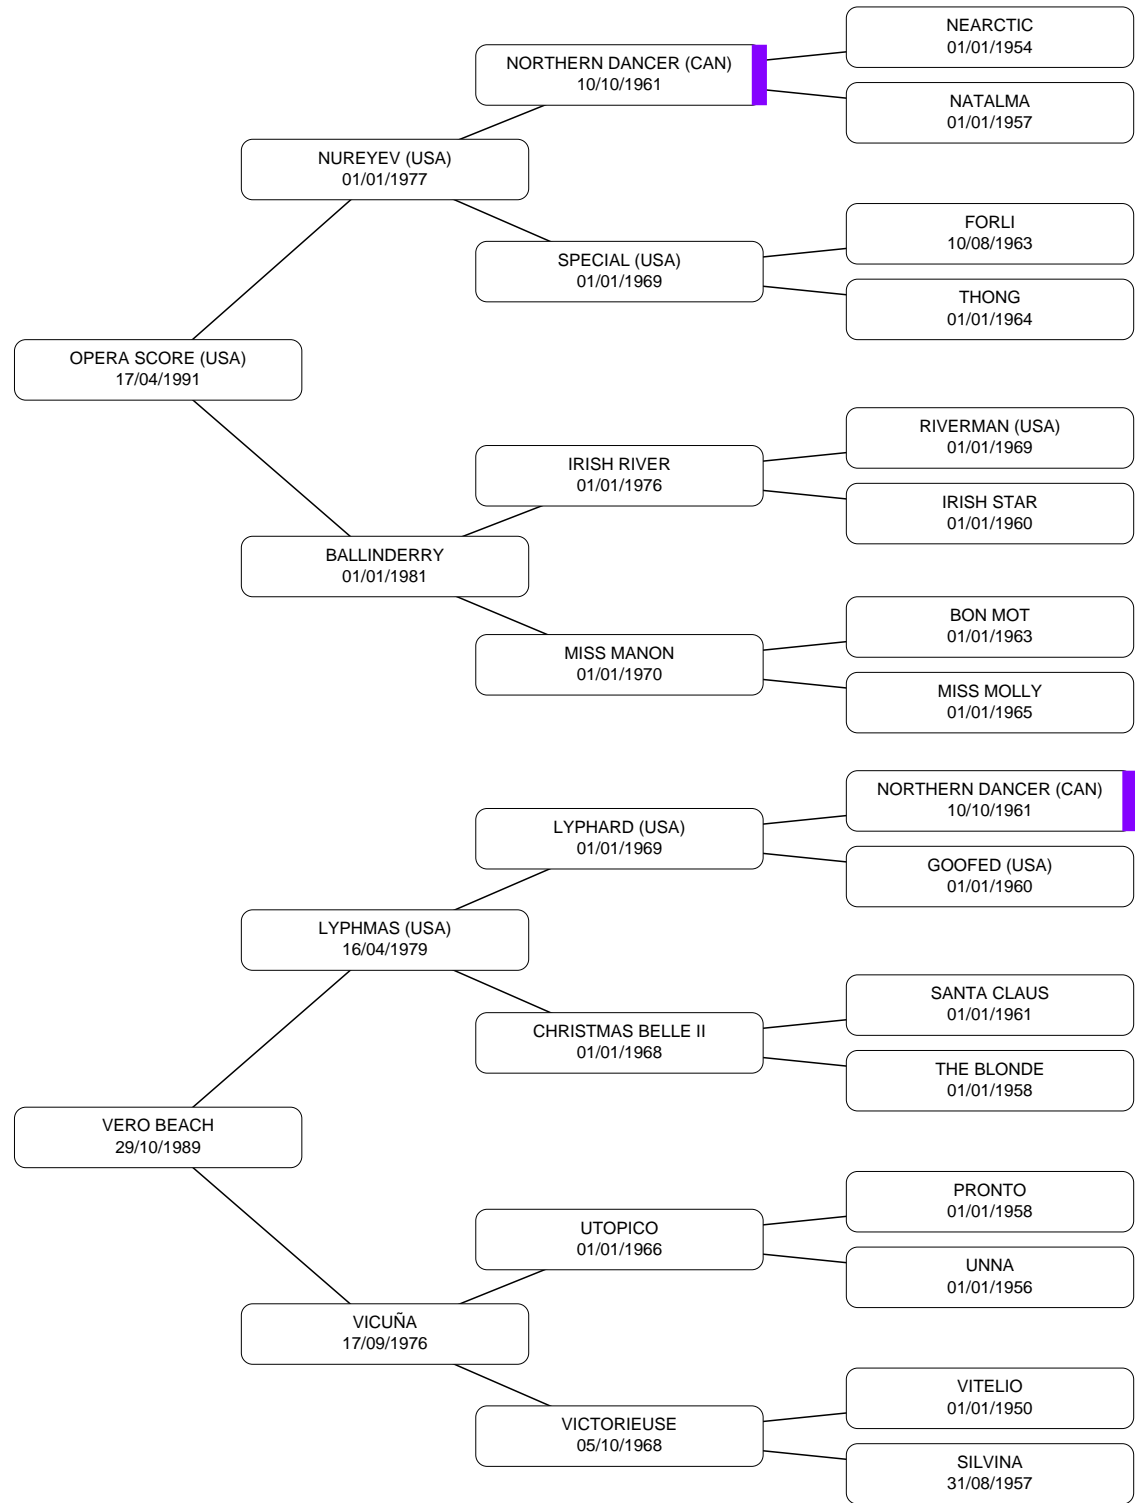 NEARCTIC
01/01/1954
NORTHERN DANCER (CAN)
10/10/1961
NATALMA
01/01/1957
NUREYEV (USA)
01/01/1977
FORLI
10/08/1963
SPECIAL (USA)
01/01/1969
THONG
01/01/1964
OPERA SCORE (USA)
17/04/1991
RIVERMAN (USA)
01/01/1969
IRISH RIVER
01/01/1976
IRISH STAR
01/01/1960
BALLINDERRY
01/01/1981
BON MOT
01/01/1963
MISS MANON
01/01/1970
MISS MOLLY
01/01/1965
NORTHERN DANCER (CAN)
10/10/1961
LYPHARD (USA)
01/01/1969
GOOFED (USA)
01/01/1960
LYPHMAS (USA)
16/04/1979
SANTA CLAUS
01/01/1961
CHRISTMAS BELLE II
01/01/1968
THE BLONDE
01/01/1958
VERO BEACH
29/10/1989
PRONTO
01/01/1958
UTOPICO
01/01/1966
UNNA
01/01/1956
VICUÑA
17/09/1976
VITELIO
01/01/1950
VICTORIEUSE
05/10/1968
SILVINA
31/08/1957